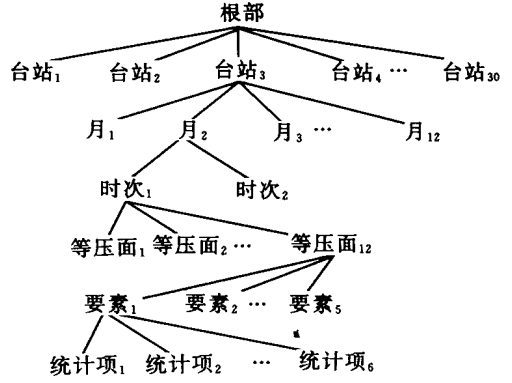 根部
台站₁ 台站₂ 台站₃ 台站₄ … 台站₃₀
月₁ 月₂ 月₃ … 月₁₂
时次₁ 时次₂
等压面₁ 等压面₂ … 等压面₁₂
要素₁ 要素₂ … 要素₅
统计项₁ 统计项₂ … 统计项₆